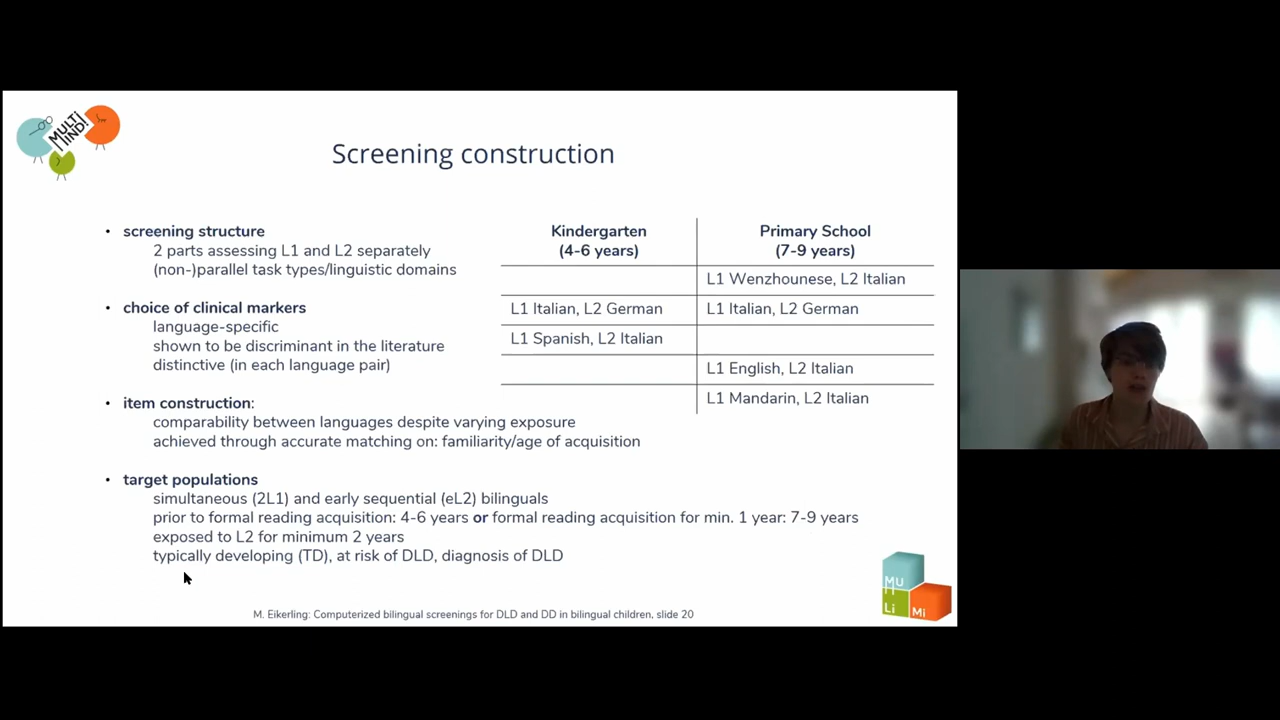 MULTI
MIND!
Screening construction
• screening structure
2 parts assessing L1 and L2 separately
(non-)parallel task types/linguistic domains
• choice of clinical markers
language-specific
shown to be discriminant in the literature
distinctive (in each language pair)
• item construction:
comparability between languages despite varying exposure
achieved through accurate matching on: familiarity/age of acquisition
• target populations
simultaneous (2L1) and early sequential (eL2) bilinguals
prior to formal reading acquisition: 4-6 years or formal reading acquisition for min. 1 year: 7-9 years
exposed to L2 for minimum 2 years
typically developing (TD), at risk of DLD, diagnosis of DLD
Kindergarten
(4-6 years)
Primary School
(7-9 years)
L1 Wenzhounese, L2 Italian
L1 Italian, L2 German
L1 Italian, L2 German
L1 Spanish, L2 Italian
L1 English, L2 Italian
L1 Mandarin, L2 Italian
MU
Li
Mi
M. Eikerling: Computerized bilingual screenings for DLD and DD in bilingual children, slide 20